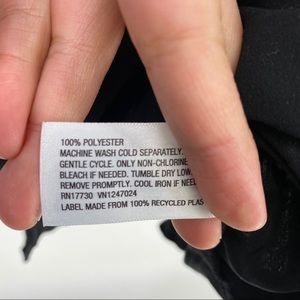 100% POLYESTER
MACHINE WASH COLD SEPARATELY.
GENTLE CYCLE. ONLY NON-CHLORINE
BLEACH IF NEEDED. TUMBLE DRY LOW.
REMOVE PROMPTLY. COOL IRON IF NEE
RN17730 VN1247024
LABEL MADE FROM 100% RECYCLED PLAS